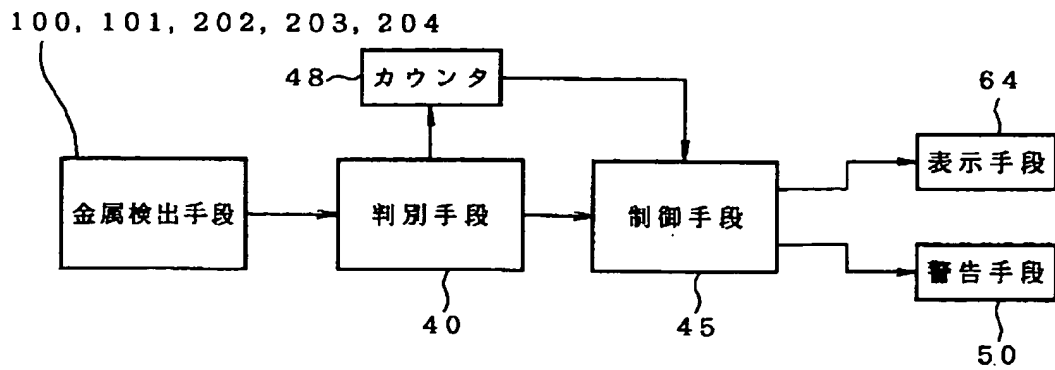 100, 101, 202, 203, 204
48
カウンタ
64
表示手段
金属検出手段
判別手段
制御手段
警告手段
40
45
50